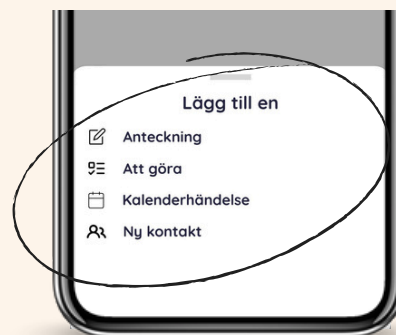 Lägg till en
Anteckning
Att göra
Kalenderhändelse
Ny kontakt